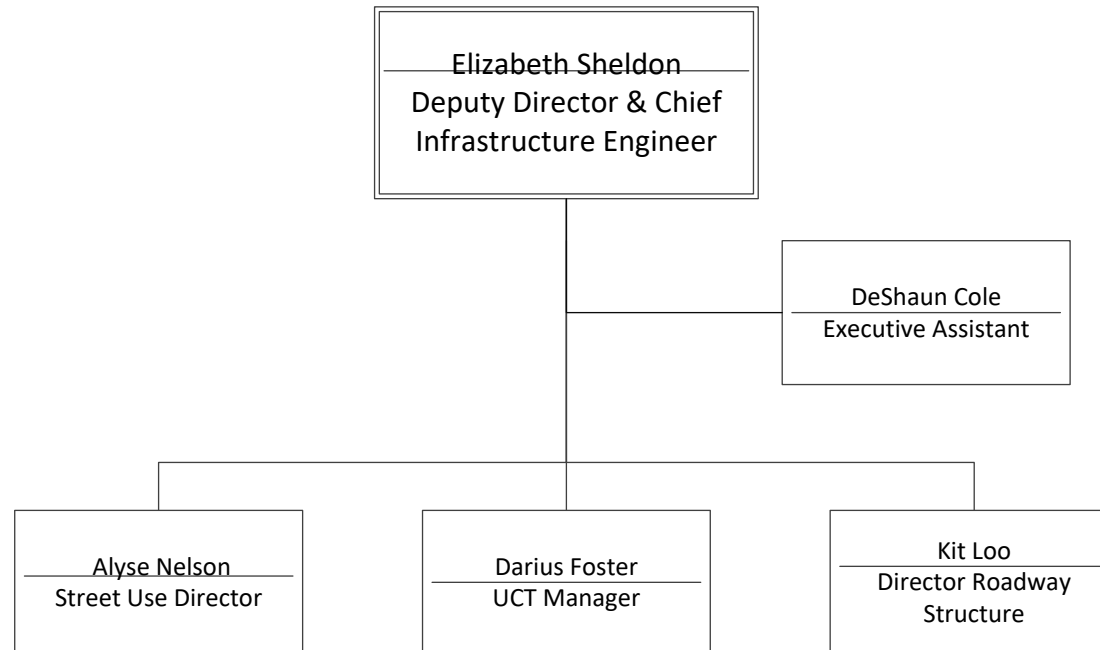 Elizabeth Sheldon
Deputy Director & Chief
Infrastructure Engineer
DeShaun Cole
Executive Assistant
Alyse Nelson
Street Use Director
Darius Foster
UCT Manager
Kit Loo
Director Roadway
Structure